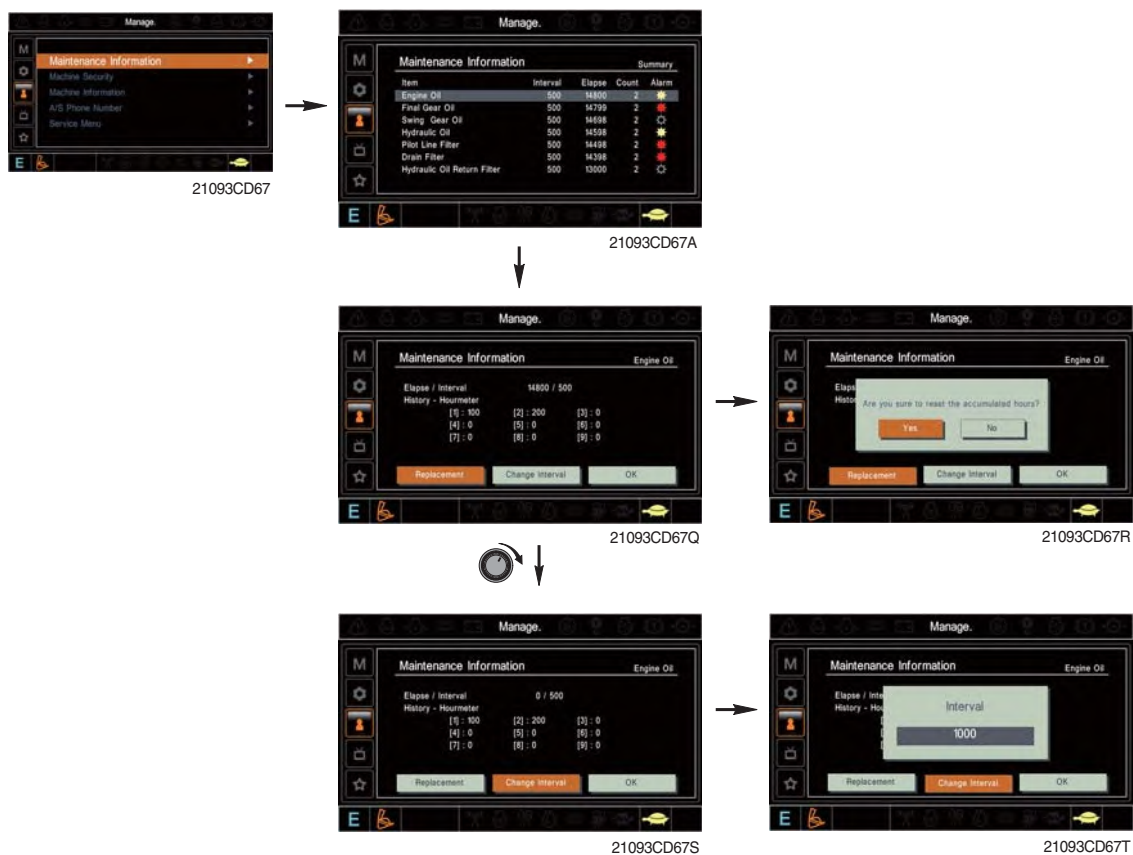 Manage.
M
Maintenance Information
Machine Security
Machine Information
A/S Phone Number
Service Menu
E
21093CD67
Manage.
M
Maintenance Information Summary
Item Interval Elapse Count Alarm
Engine Oil 500 14800 2
Final Gear Oil 500 14799 2
Swing Gear Oil 500 14698 2
Hydraulic Oil 500 14598 2
Pilot Line Filter 500 14498 2
Drain Filter 500 14398 2
Hydraulic Oil Return Filter 500 13000 2
E
21093CD67A
Manage.
M
Maintenance Information Engine Oil
Elapse / Interval 14800 / 500
History - Hourmeter
[1] : 100 [2] : 200 [3] : 0
[4] : 0 [5] : 0 [6] : 0
[7] : 0 [8] : 0 [9] : 0
Replacement Change Interval OK
E
21093CD67Q
Manage.
M
Maintenance Information Engine Oil
Elaps
Histor
Are you sure to reset the accumulated hours?
Yes No
Replacement Change Interval OK
E
21093CD67R
Manage.
M
Maintenance Information Engine Oil
Elapse / Interval 0 / 500
History - Hourmeter
[1] : 100 [2] : 200 [3] : 0
[4] : 0 [5] : 0 [6] : 0
[7] : 0 [8] : 0 [9] : 0
Replacement Change Interval OK
E
21093CD67S
Manage.
M
Maintenance Information Engine Oil
Elapse / Inte
History - Hou
Interval
1000
Replacement Change Interval OK
E
21093CD67T